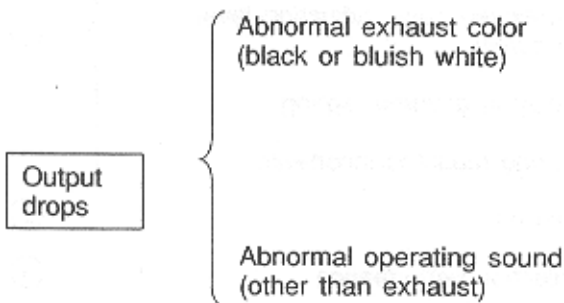 Abnormal exhaust color
(black or bluish white)
Output
drops
Abnormal operating sound
(other than exhaust)